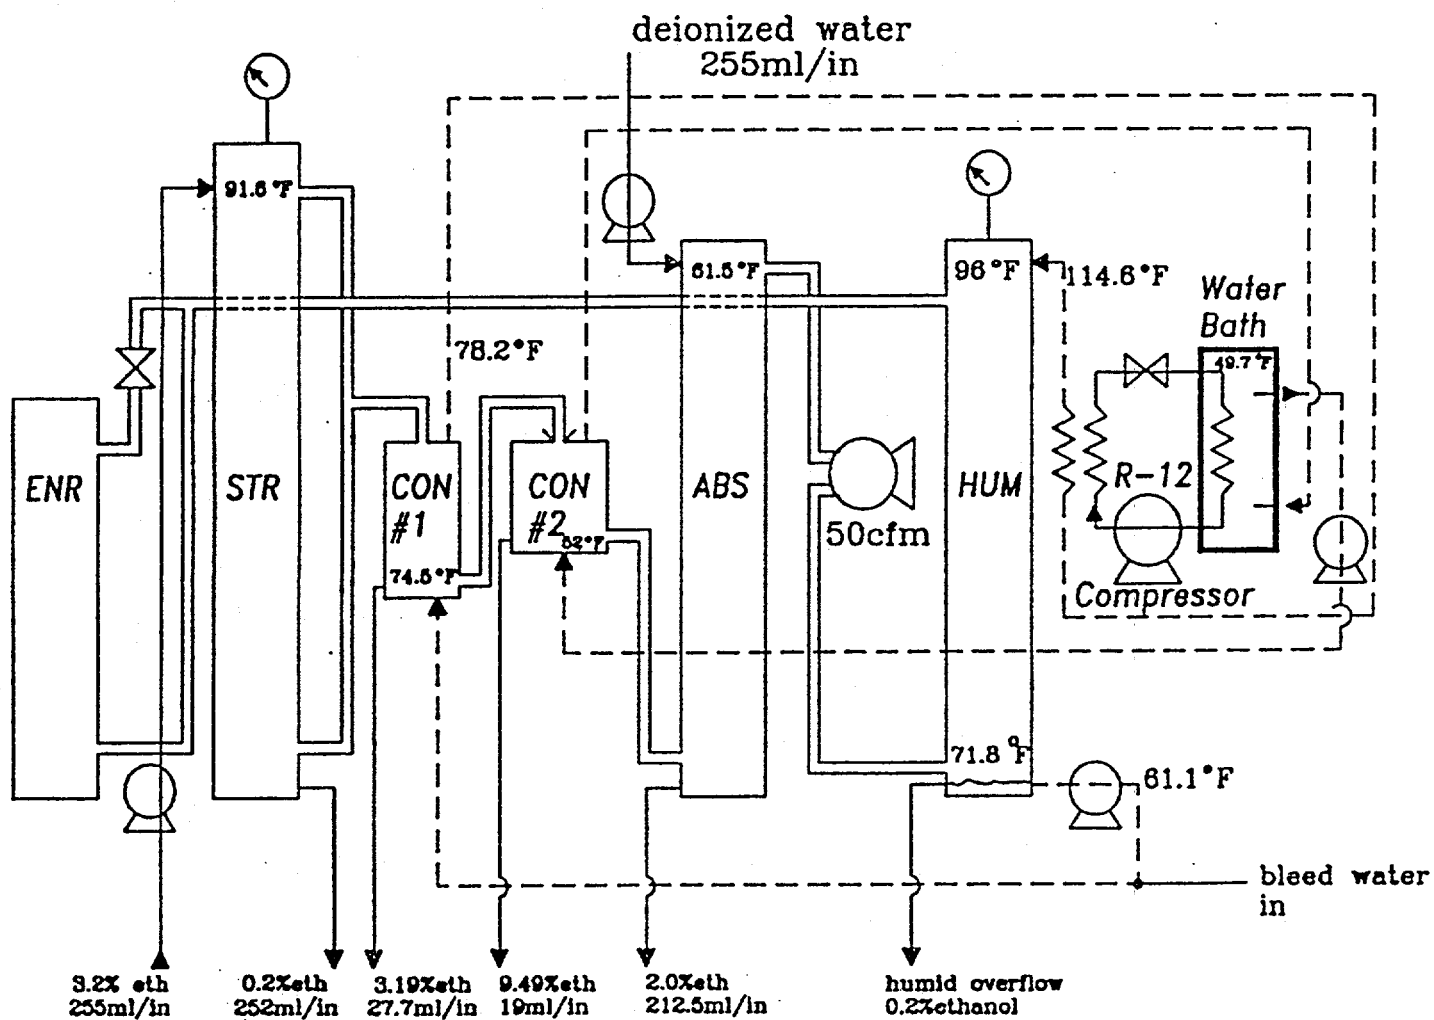 deionized water
255ml/in
91.6°F
61.5°F
96°F
114.6°F
Water
Bath
49.7°F
78.2°F
ENR
STR
CON
#1
74.5°F
CON
#2
52°F
ABS
HUM
R-12
50cfm
Compressor
71.8°F
61.1°F
bleed water
in
3.2% eth
255ml/in
0.2%eth
252ml/in
3.19%eth
27.7ml/in
9.49%eth
19ml/in
2.0%eth
212.5ml/in
humid overflow
0.2%ethanol